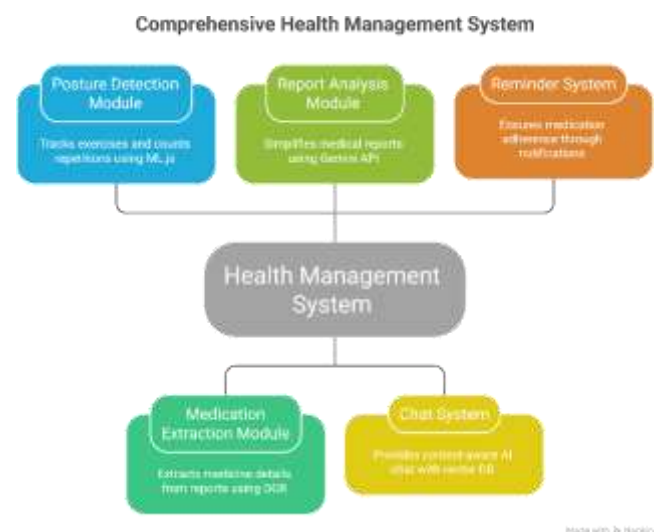 Comprehensive Health Management System
Posture Detection
Module
Tracks exercises and counts
repetitions using ML.js
Report Analysis
Module
Simplifies medical reports
using Gemini API
Reminder System
Ensures medication
adherence through
notifications
Health Management
System
Medication
Extraction Module
Extracts medicine details
from reports using OCR
Chat System
Provides context-aware AI
chat with vector DB
Made with